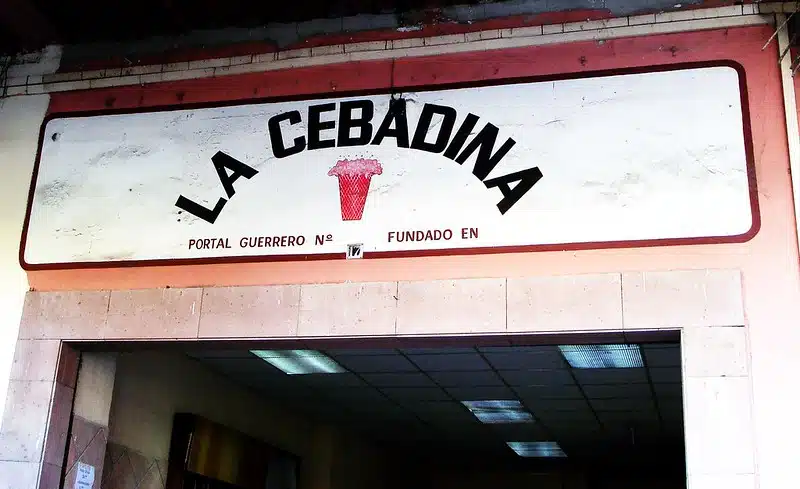 LA CEBADINA
PORTAL GUERRERO Nº 17 FUNDADO EN